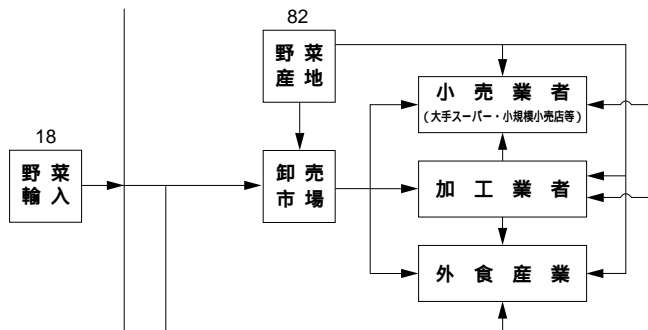 82
野菜
産地
小売業者
(大手スーパー・小規模小売店等)
18
野菜
輸入
卸売
市場
加工業者
外食産業